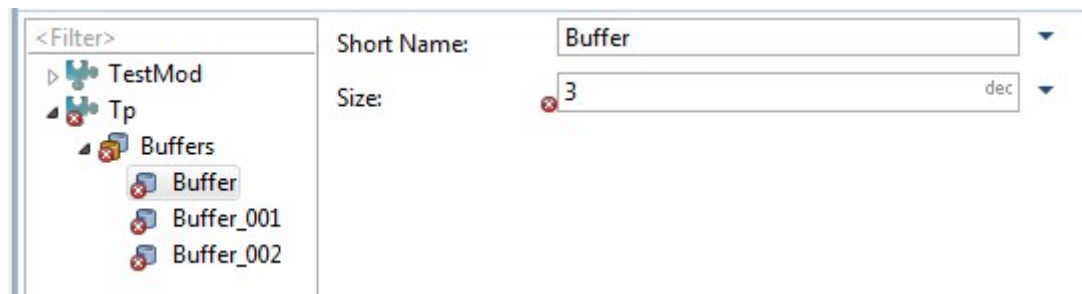 <Filter>
TestMod
Tp
Buffers
Buffer
Buffer_001
Buffer_002
Short Name:
Buffer
Size:
3
dec